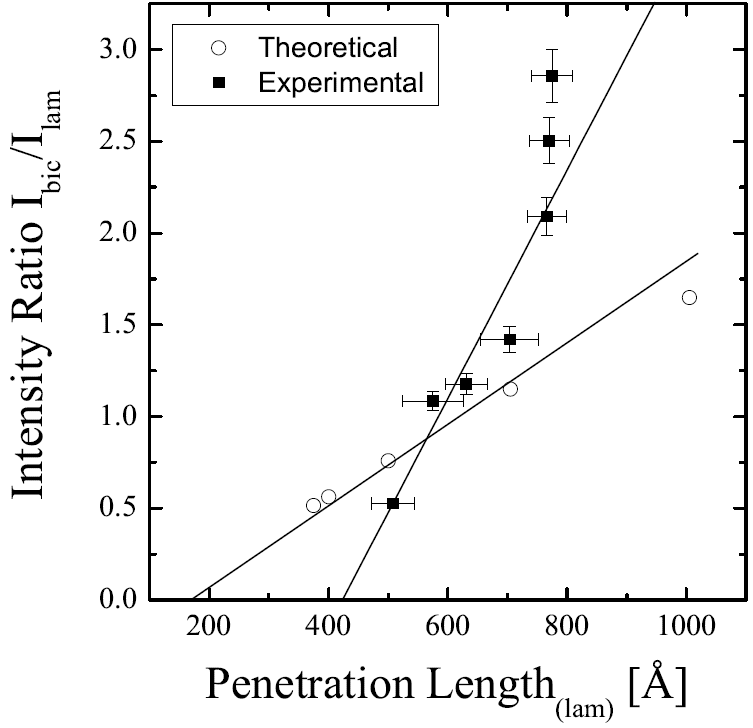 Theoretical
Experimental
Intensity Ratio I_bic/I_lam
3.0
2.5
2.0
1.5
1.0
0.5
0.0
200 400 600 800 1000
Penetration Length_(lam) [Å]